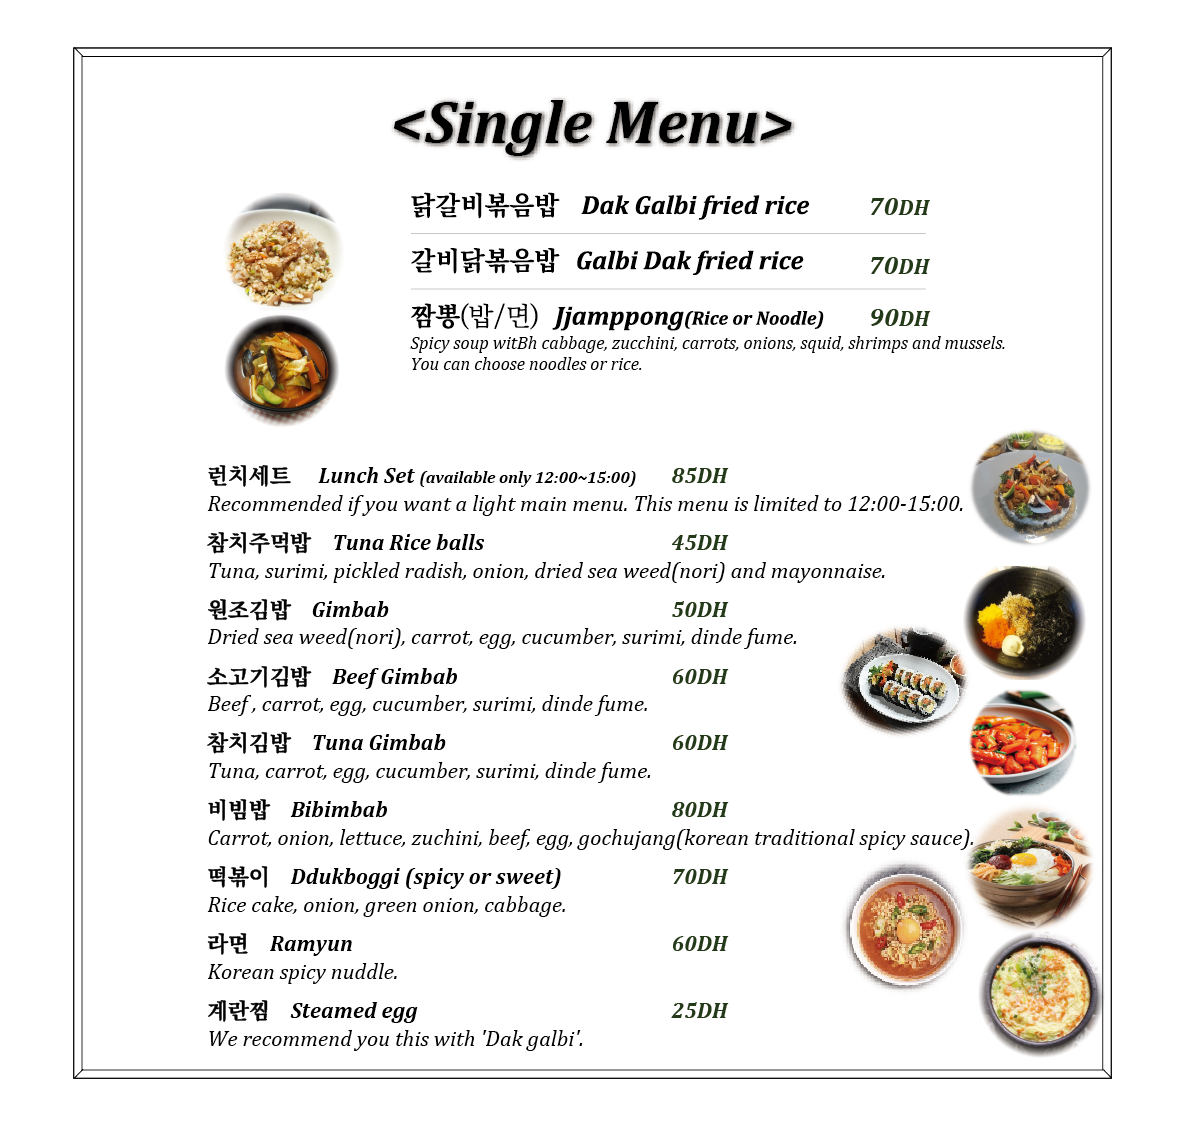 <Single Menu>
닭갈비볶음밥 Dak Galbi fried rice 70DH
갈비닭볶음밥 Galbi Dak fried rice 70DH
짬뽕(밥/면) Jjamppong(Rice or Noodle) 90DH
Spicy soup witBh cabbage, zucchini, carrots, onions, squid, shrimps and mussels.
You can choose noodles or rice.
런치세트 Lunch Set (available only 12:00~15:00) 85DH
Recommended if you want a light main menu. This menu is limited to 12:00-15:00.
참치주먹밥 Tuna Rice balls 45DH
Tuna, surimi, pickled radish, onion, dried sea weed(nori) and mayonnaise.
원조김밥 Gimbab 50DH
Dried sea weed(nori), carrot, egg, cucumber, surimi, dinde fume.
소고기김밥 Beef Gimbab 60DH
Beef , carrot, egg, cucumber, surimi, dinde fume.
참치김밥 Tuna Gimbab 60DH
Tuna, carrot, egg, cucumber, surimi, dinde fume.
비빔밥 Bibimbab 80DH
Carrot, onion, lettuce, zuchini, beef, egg, gochujang(korean traditional spicy sauce).
떡볶이 Ddukboggi (spicy or sweet) 70DH
Rice cake, onion, green onion, cabbage.
라면 Ramyun 60DH
Korean spicy nuddle.
계란찜 Steamed egg 25DH
We recommend you this with 'Dak galbi'.